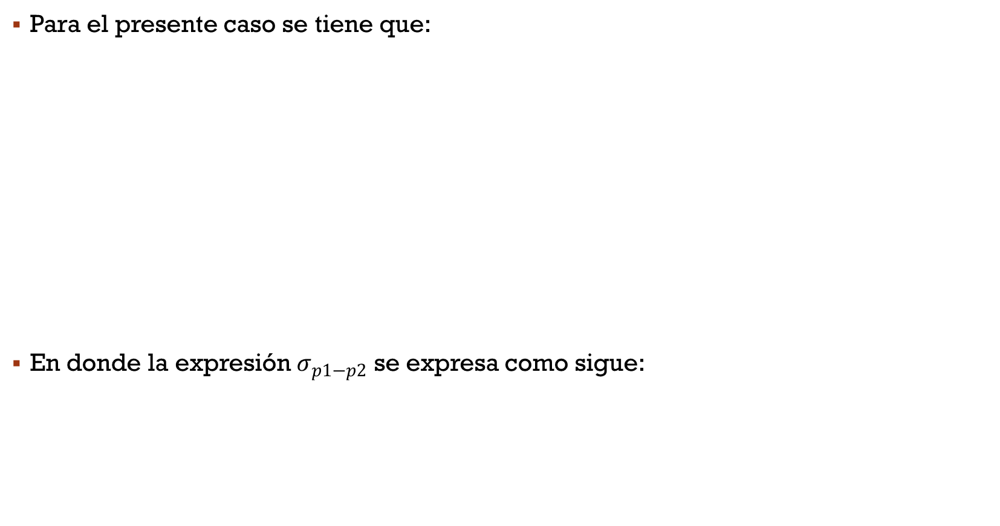 ▪ Para el presente caso se tiene que:
▪ En donde la expresión σ_{p1−p2} se expresa como sigue: